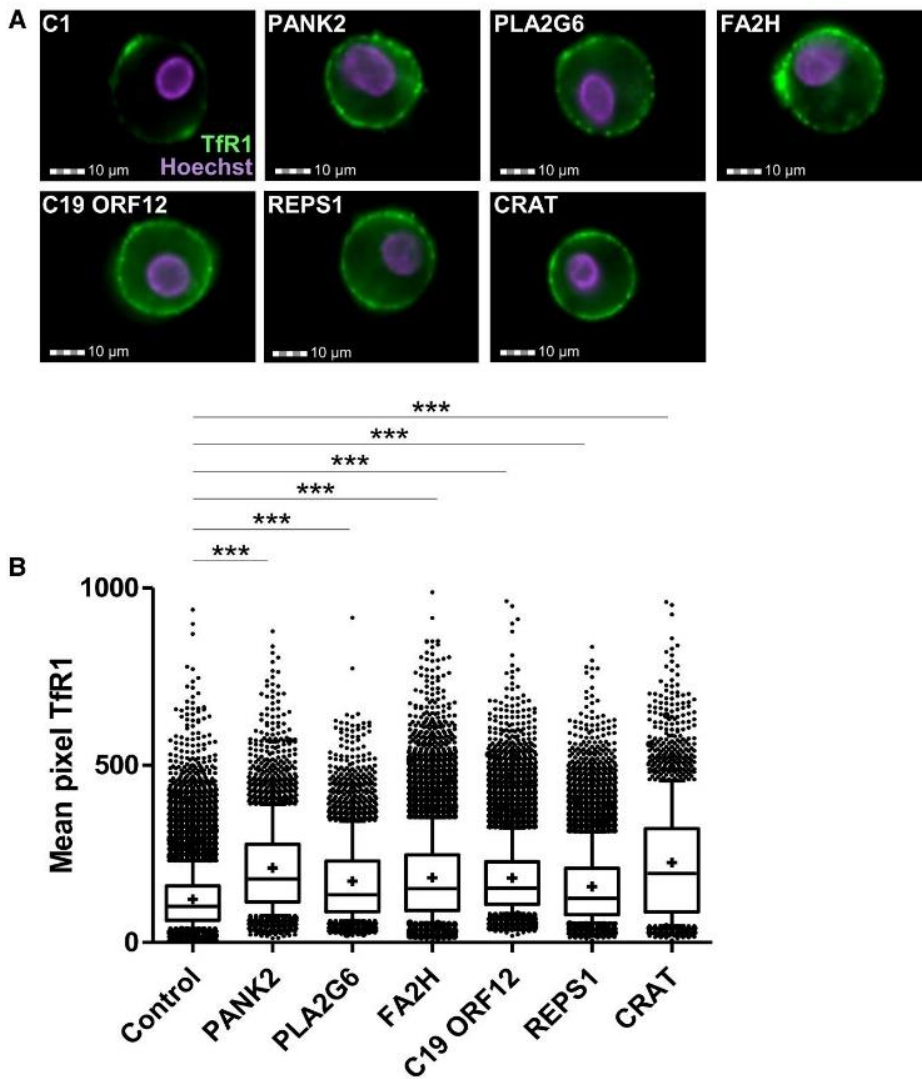 A
C1
PANK2
PLA2G6
FA2H
TfR1
Hoechst
10 µm
10 µm
10 µm
10 µm
C19 ORF12
REPS1
CRAT
10 µm
10 µm
10 µm
***
***
***
***
***
***
B
1000
500
0
Mean pixel TfR1
Control
PANK2
PLA2G6
FA2H
C19 ORF12
REPS1
CRAT